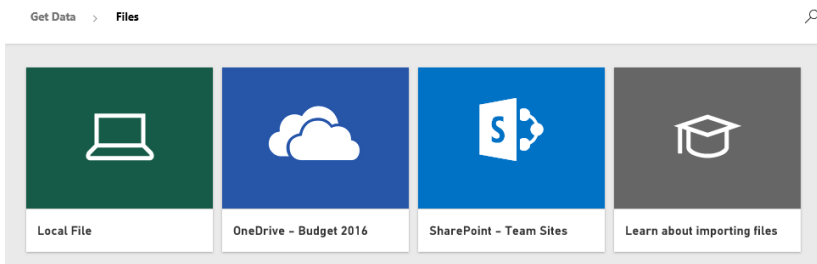 Get Data > Files
S
Local File
OneDrive – Budget 2016
SharePoint – Team Sites
Learn about importing files